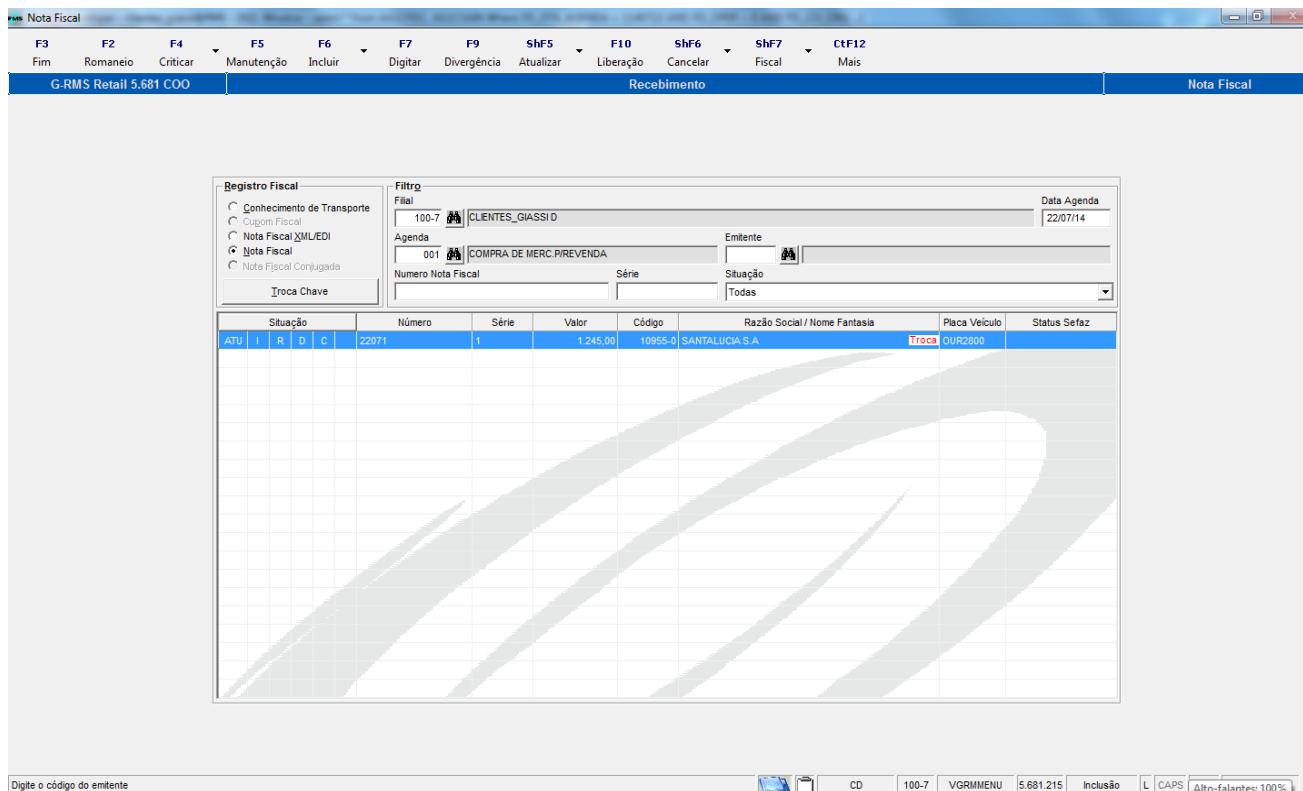 RMS Nota Fiscal
F3 F2 F4 F5 F6 F7 F9 ShF5 F10 ShF6 ShF7 CtF12
Fim Romaneio Criticar Manutenção Incluir Digitar Divergência Atualizar Liberação Cancelar Fiscal Mais
G-RMS Retail 5.681 COO Recebimento Nota Fiscal
Registro Fiscal
Conhecimento de Transporte
Cupom Fiscal
Nota Fiscal XML/EDI
Nota Fiscal
Nota Fiscal Conjugada
Troca Chave
Filtro
Filial Data Agenda
100-7 CLIENTES_GIASSI D 22/07/14
Agenda Emitente
001 COMPRA DE MERC.P/REVENDA
Numero Nota Fiscal Série Situação
Todas
Situação Número Série Valor Código Razão Social / Nome Fantasia Placa Veículo Status Sefaz
ATU I R D C 22071 1 1.245,00 10955-0 SANTALUCIA S.A Troca OUR2800
Digite o código do emitente CD 100-7 VGRMMENU 5.681.215 Inclusão L CAPS
Alto-falantes: 100%